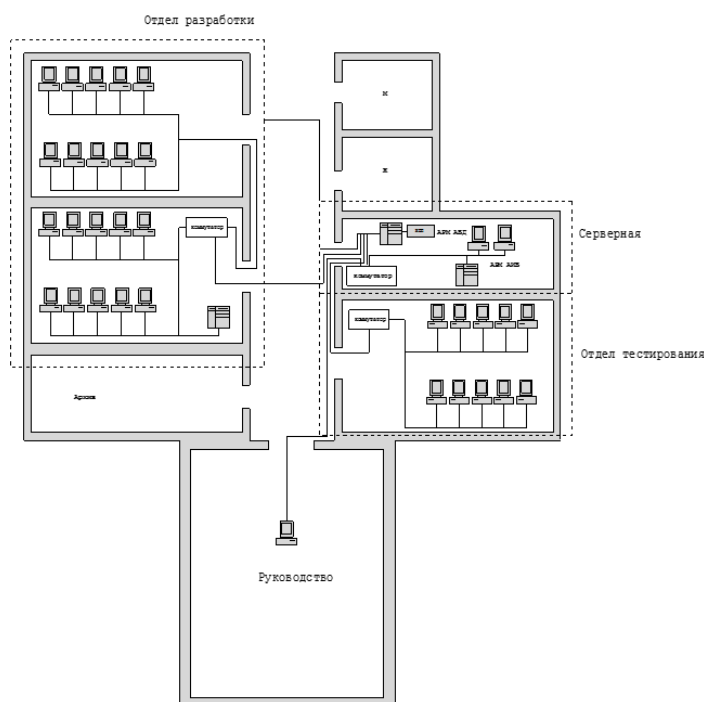 Отдел разработки
м
ж
коммутатор
АРМ АБД
Серверная
коммутатор
АРМ АИБ
коммутатор
Отдел тестирования
Архив
Руководство